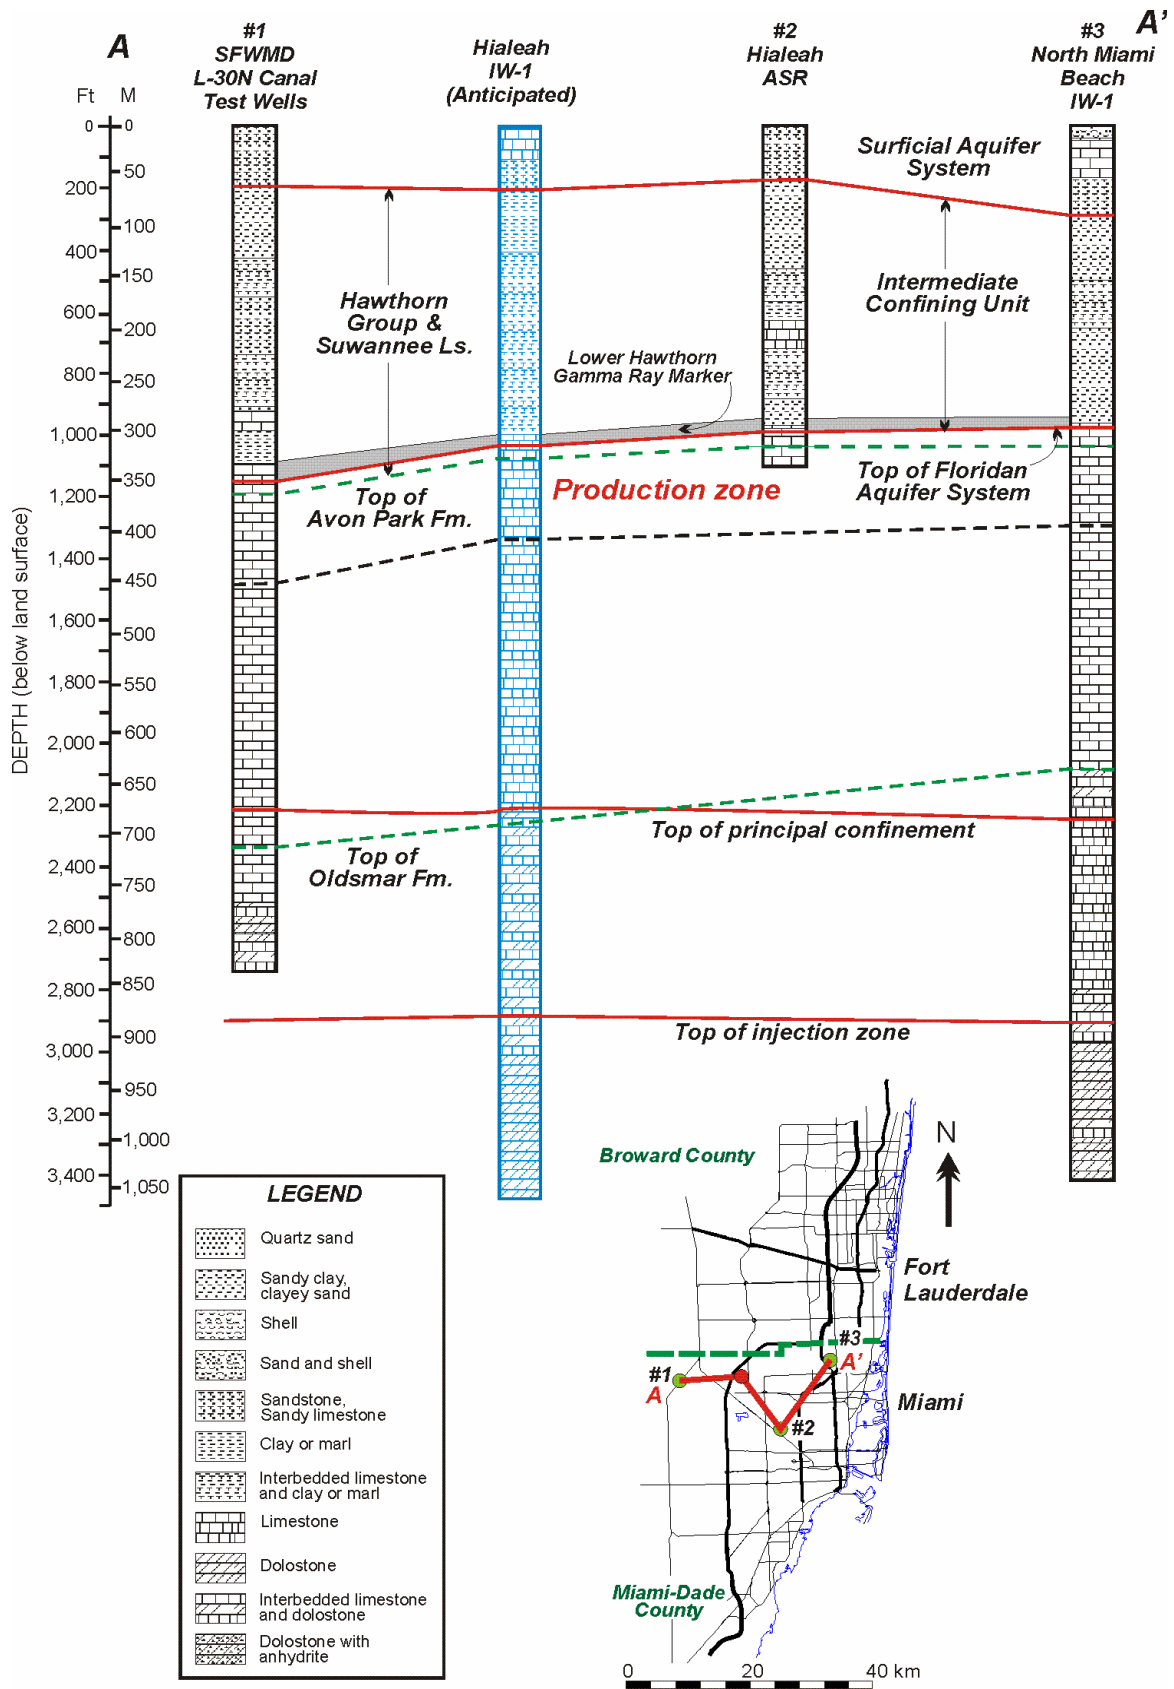 A
#1
SFWMD
L-30N Canal
Test Wells
Hialeah
IW-1
(Anticipated)
#2
Hialeah
ASR
A'
#3
North Miami
Beach
IW-1
Ft
M
DEPTH (below land surface)
0
200
400
600
800
1,000
1,200
1,400
1,600
1,800
2,000
2,200
2,400
2,600
2,800
3,000
3,200
3,400
0
50
100
150
200
250
300
350
400
450
500
550
600
650
700
750
800
850
900
950
1,000
1,050
Surficial Aquifer
System
Hawthorn
Group &
Suwannee Ls.
Intermediate
Confining Unit
Lower Hawthorn
Gamma Ray Marker
Top of
Avon Park Fm.
Production zone
Top of Floridan
Aquifer System
Top of principal confinement
Top of
Oldsmar Fm.
Top of injection zone
LEGEND
Quartz sand
Sandy clay,
clayey sand
Shell
Sand and shell
Sandstone,
Sandy limestone
Clay or marl
Interbedded limestone
and clay or marl
Limestone
Dolostone
Interbedded limestone
and dolostone
Dolostone with
anhydrite
Broward County
N
Fort
Lauderdale
#3
A'
#1
A
Miami
#2
Miami-Dade
County
0
20
40 km